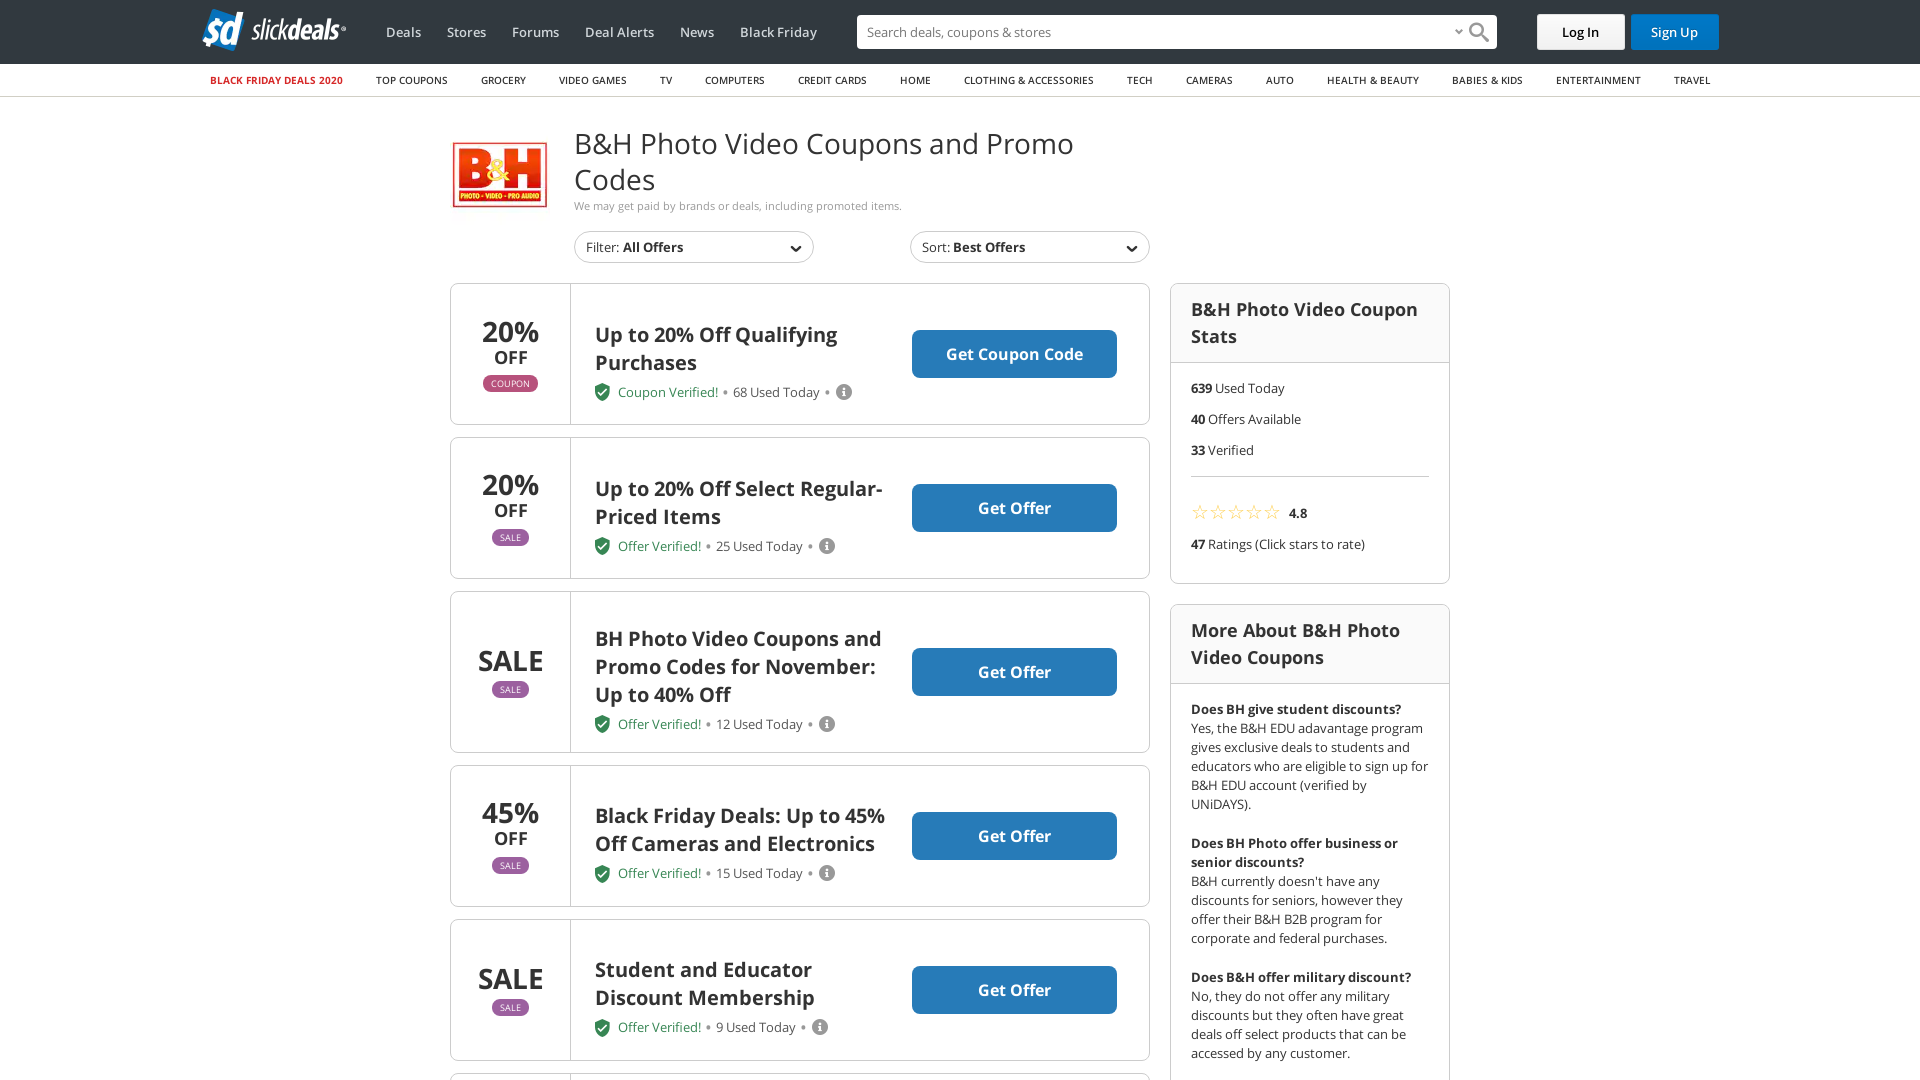 sd slickdeals
Deals Stores Forums Deal Alerts News Black Friday
Search deals, coupons & stores
Log In
Sign Up
BLACK FRIDAY DEALS 2020 TOP COUPONS GROCERY VIDEO GAMES TV COMPUTERS CREDIT CARDS HOME CLOTHING & ACCESSORIES TECH CAMERAS AUTO HEALTH & BEAUTY BABIES & KIDS ENTERTAINMENT TRAVEL
B&H
PHOTO - VIDEO - PRO AUDIO
B&H Photo Video Coupons and Promo
Codes
We may get paid by brands or deals, including promoted items.
Filter: All Offers
Sort: Best Offers
20%
OFF
COUPON
Up to 20% Off Qualifying
Purchases
Coupon Verified! • 68 Used Today •
Get Coupon Code
20%
OFF
SALE
Up to 20% Off Select Regular-
Priced Items
Offer Verified! • 25 Used Today •
Get Offer
SALE
SALE
BH Photo Video Coupons and
Promo Codes for November:
Up to 40% Off
Offer Verified! • 12 Used Today •
Get Offer
45%
OFF
SALE
Black Friday Deals: Up to 45%
Off Cameras and Electronics
Offer Verified! • 15 Used Today •
Get Offer
SALE
SALE
Student and Educator
Discount Membership
Offer Verified! • 9 Used Today •
Get Offer
B&H Photo Video Coupon
Stats
639 Used Today
40 Offers Available
33 Verified
4.8
47 Ratings (Click stars to rate)
More About B&H Photo
Video Coupons
Does BH give student discounts?
Yes, the B&H EDU adavantage program
gives exclusive deals to students and
educators who are eligible to sign up for
B&H EDU account (verified by
UNiDAYS).
Does BH Photo offer business or
senior discounts?
B&H currently doesn't have any
discounts for seniors, however they
offer their B&H B2B program for
corporate and federal purchases.
Does B&H offer military discount?
No, they do not offer any military
discounts but they often have great
deals off select products that can be
accessed by any customer.